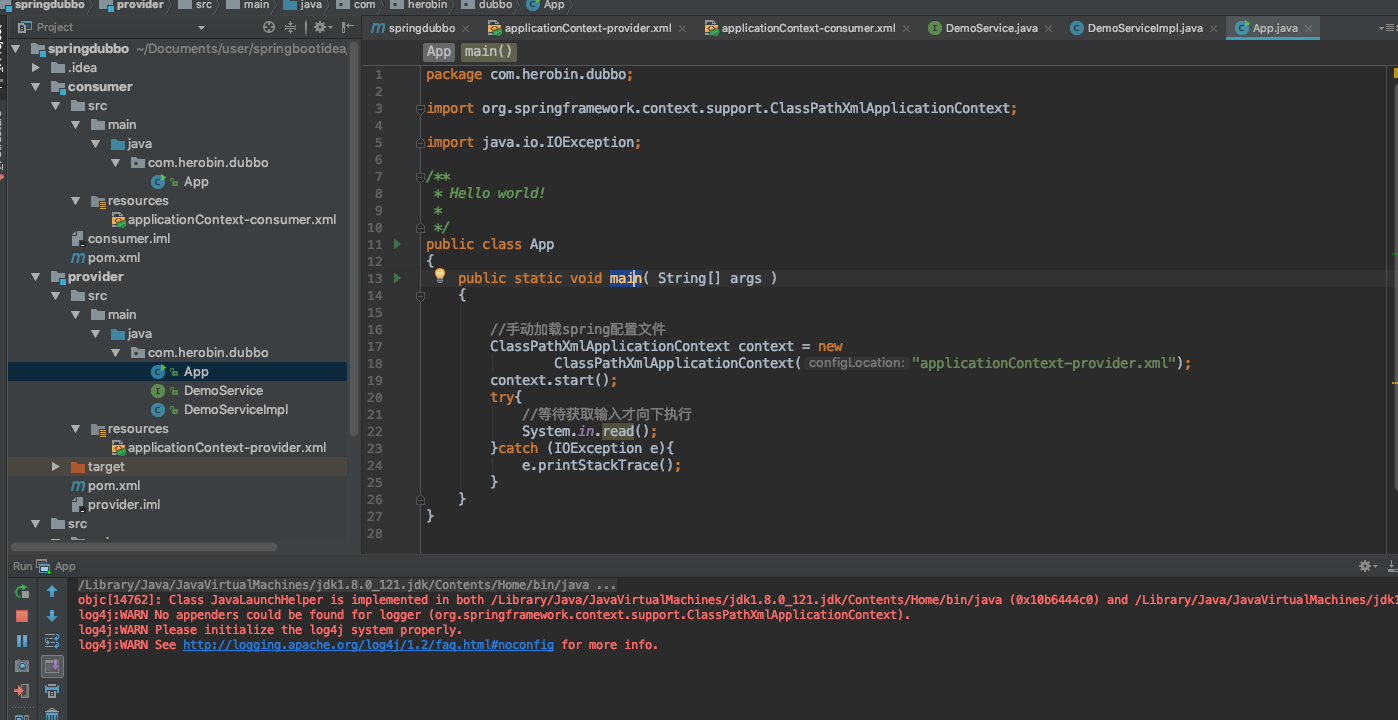 springdubbo provider src main java com herobin dubbo App
Project
springdubbo applicationContext-provider.xml applicationContext-consumer.xml DemoService.java DemoServiceImpl.java App.java
springdubbo ~/Documents/user/springbootidea
.idea
consumer
src
main
java
com.herobin.dubbo
App
resources
applicationContext-consumer.xml
consumer.iml
pom.xml
provider
src
main
java
com.herobin.dubbo
App
DemoService
DemoServiceImpl
resources
applicationContext-provider.xml
target
pom.xml
provider.iml
src
App main()
1 package com.herobin.dubbo;
2
3 import org.springframework.context.support.ClassPathXmlApplicationContext;
4
5 import java.io.IOException;
6
7 /**
8 * Hello world!
9 *
10 */
11 public class App
12 {
13 public static void main( String[] args )
14 {
15
16 //手动加载spring配置文件
17 ClassPathXmlApplicationContext context = new
18 ClassPathXmlApplicationContext( configLocation: "applicationContext-provider.xml");
19 context.start();
20 try{
21 //等待获取输入才向下执行
22 System.in.read();
23 }catch (IOException e){
24 e.printStackTrace();
25 }
26 }
27 }
28
Run App
/Library/Java/JavaVirtualMachines/jdk1.8.0_121.jdk/Contents/Home/bin/java ...
objc[14762]: Class JavaLaunchHelper is implemented in both /Library/Java/JavaVirtualMachines/jdk1.8.0_121.jdk/Contents/Home/bin/java (0x10b6444c0) and /Library/Java/JavaVirtualMachines/jdk1
log4j:WARN No appenders could be found for logger (org.springframework.context.support.ClassPathXmlApplicationContext).
log4j:WARN Please initialize the log4j system properly.
log4j:WARN See http://logging.apache.org/log4j/1.2/faq.html#noconfig for more info.